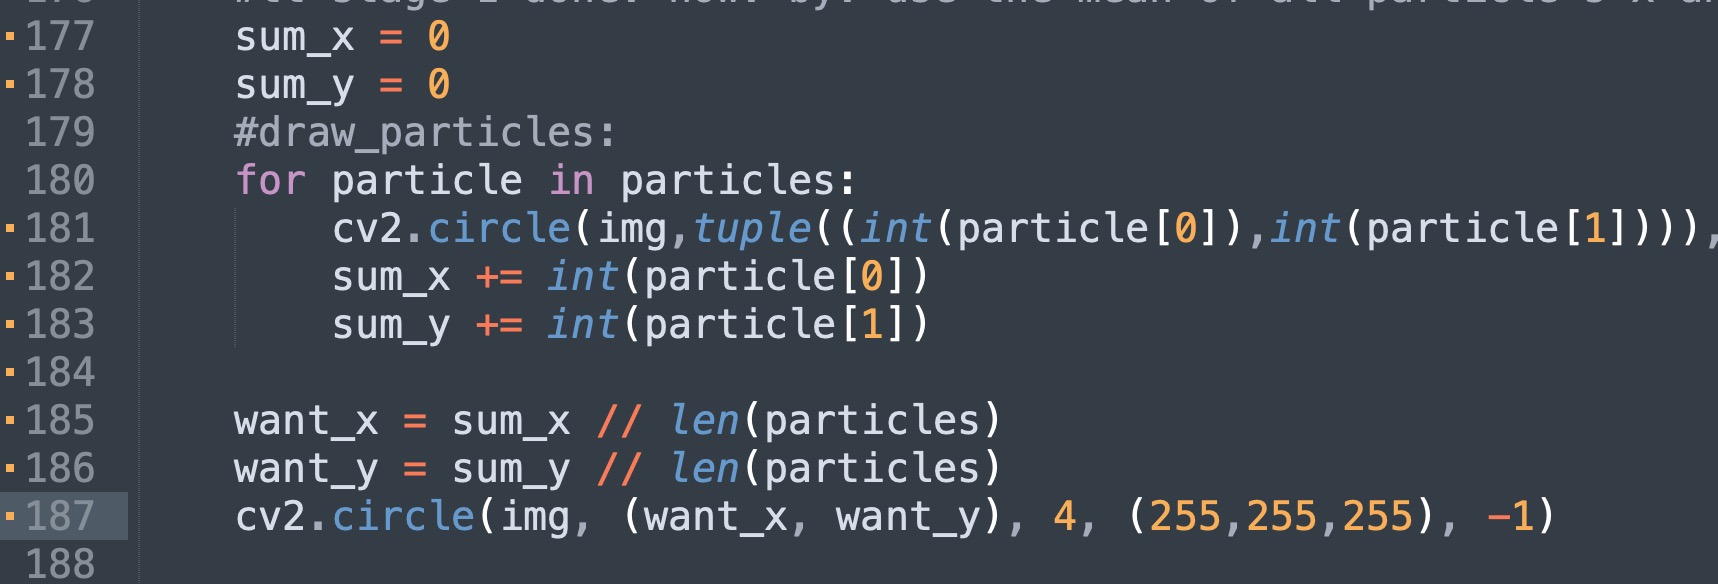 177 sum_x = 0
178 sum_y = 0
179 #draw_particles:
180 for particle in particles:
181 cv2.circle(img,tuple((int(particle[0]),int(particle[1]))),
182 sum_x += int(particle[0])
183 sum_y += int(particle[1])
184
185 want_x = sum_x // len(particles)
186 want_y = sum_y // len(particles)
187 cv2.circle(img, (want_x, want_y), 4, (255,255,255), -1)
188